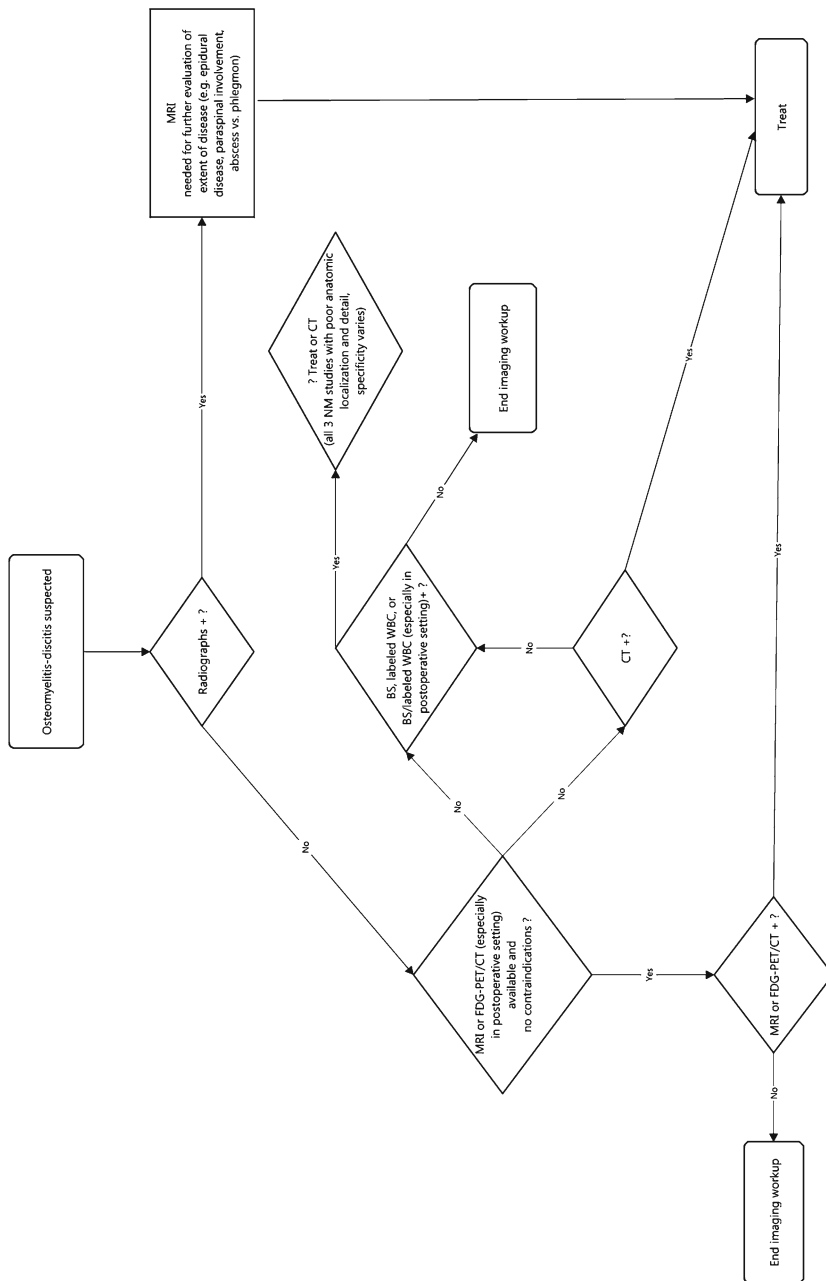 Osteomyelitis-discitis suspected
Radiographs + ?
Yes
MRI
needed for further evaluation of
extent of disease (e.g. epidural
disease, paraspinal involvement,
abscess vs. phlegmon)
No
MRI or FDG-PET/CT (especially
in postoperative setting)
available and
no contraindications ?
No
BS, labeled WBC, or
BS/labeled WBC (especially in
postoperative setting)+ ?
Yes
? Treat or CT
(all 3 NM studies with poor anatomic
localization and detail,
specificity varies)
No
End imaging workup
No
CT +?
No
Yes
Treat
Yes
MRI or FDG-PET/CT + ?
Yes
No
End imaging workup